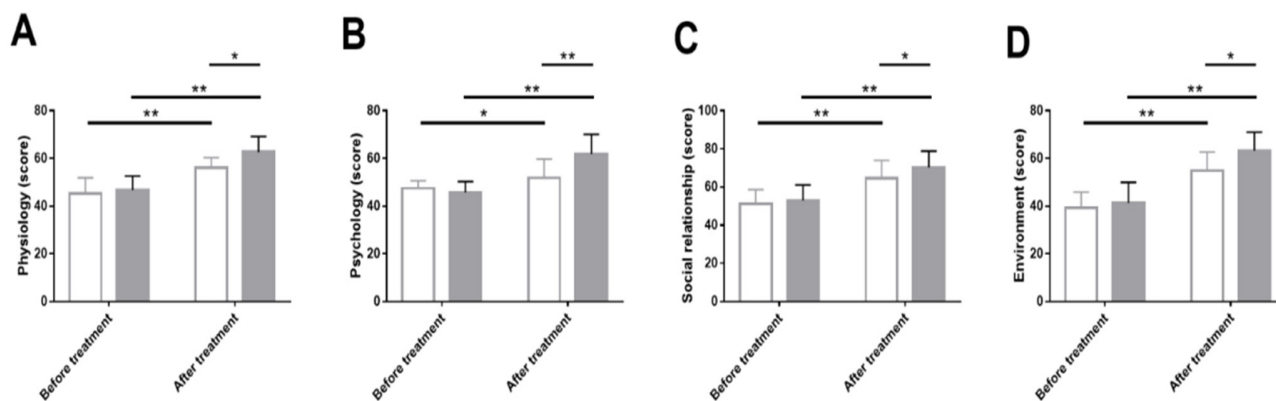 A
*
**
**
Physiology (score)
80
60
40
20
0
Before treatment
After treatment
B
**
**
*
Psychology (score)
80
60
40
20
0
Before treatment
After treatment
C
*
**
**
Social relationship (score)
100
80
60
40
20
0
Before treatment
After treatment
D
*
**
**
Environment (score)
80
60
40
20
0
Before treatment
After treatment